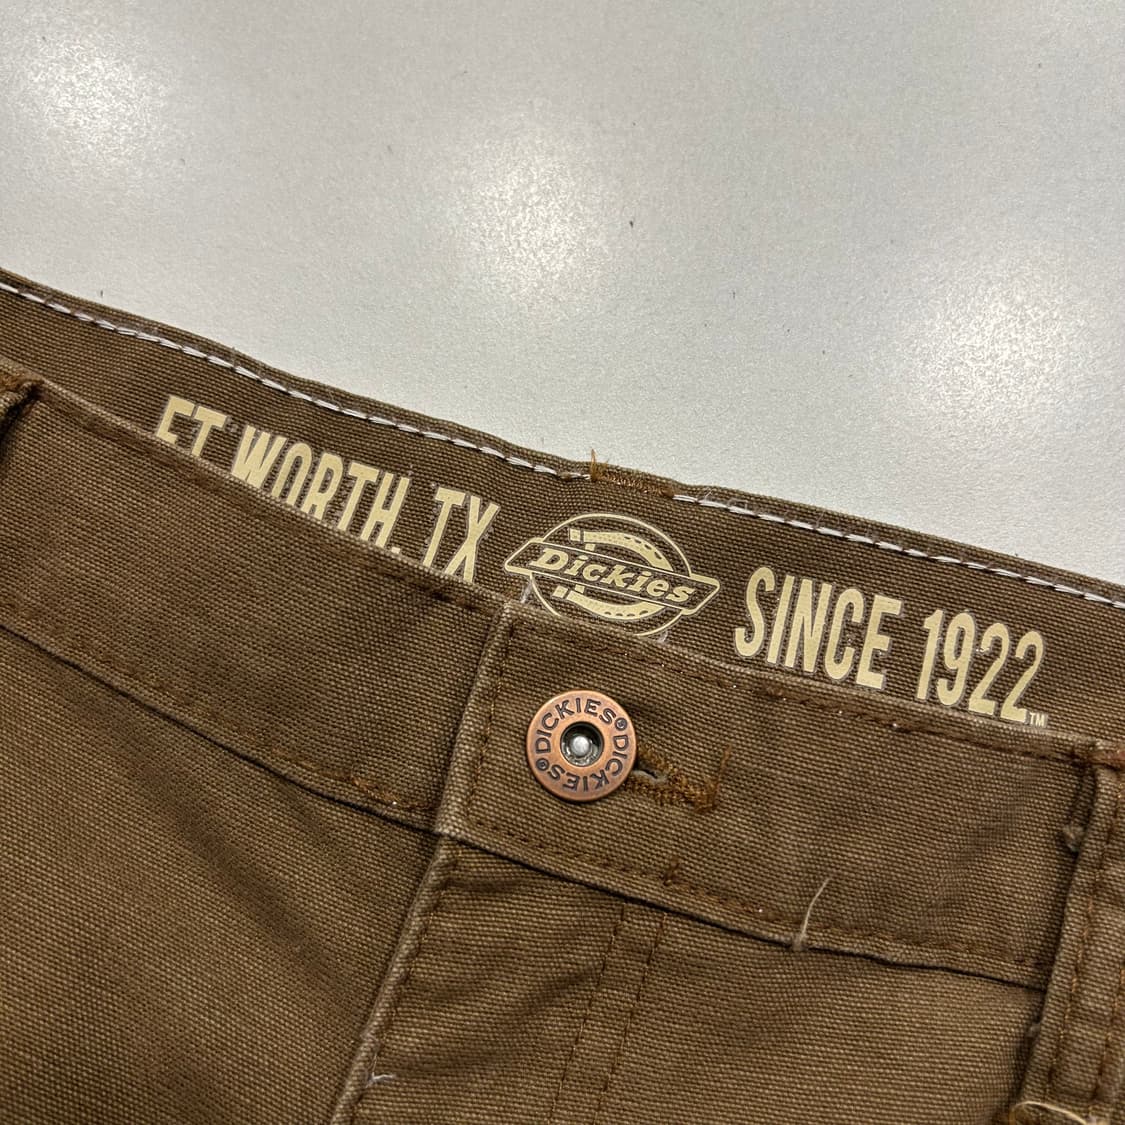 FT WORTH, TX Dickies SINCE 1922™
DICKIES® DICKIES®